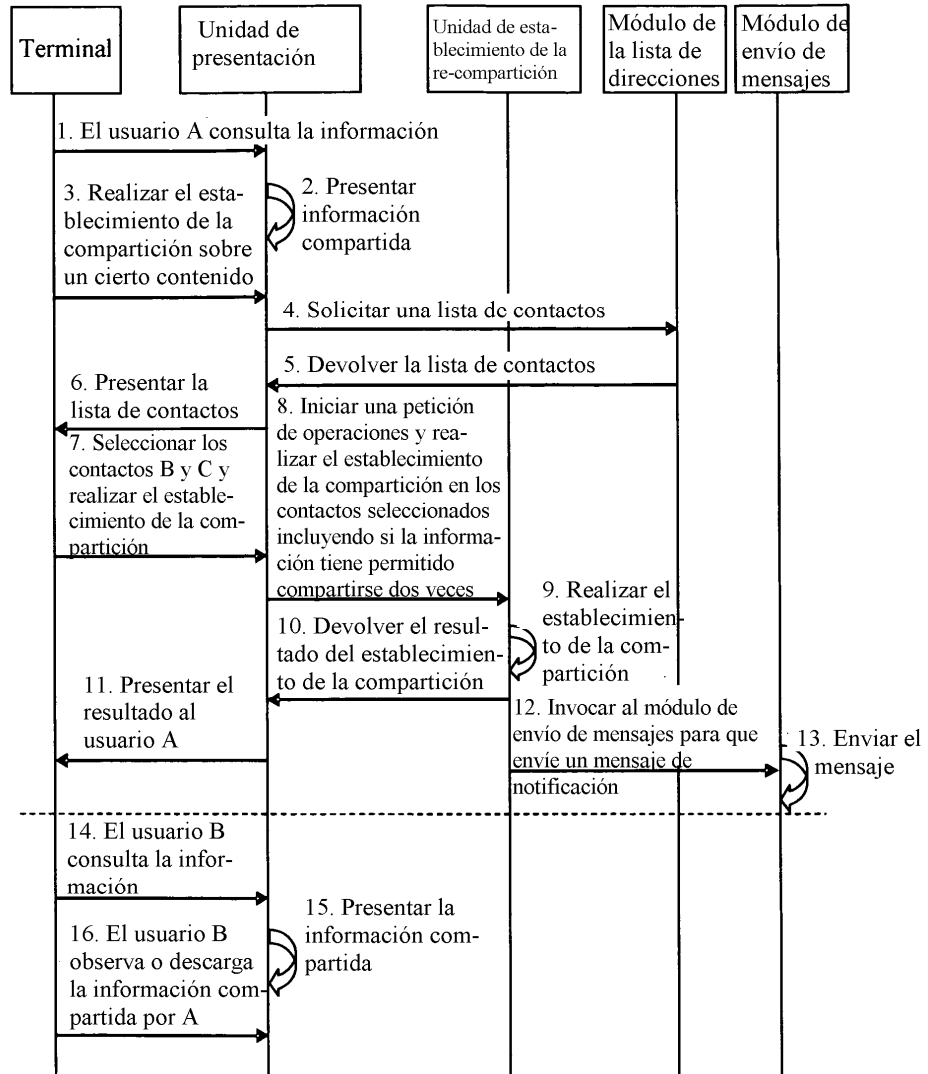 Terminal
Unidad de
presentación
Unidad de esta-
blecimiento de la
re-compartición
Módulo de
la lista de
direcciones
Módulo de
envío de
mensajes
1. El usuario A consulta la información
2. Presentar
información
compartida
3. Realizar el esta-
blecimiento de la
compartición sobre
un cierto contenido
4. Solicitar una lista de contactos
5. Devolver la lista de contactos
6. Presentar la
lista de contactos
7. Seleccionar los
contactos B y C y
realizar el estable-
cimiento de la com-
partición
8. Iniciar una petición
de operaciones y rea-
lizar el establecimiento
de la compartición en los
contactos seleccionados
incluyendo si la informa-
ción tiene permitido
compartirse dos veces
9. Realizar el
establecimien-
to de la com-
partición
10. Devolver el resul-
tado del establecimien-
to de la compartición
11. Presentar el
resultado al
usuario A
12. Invocar al módulo de
envío de mensajes para que
envíe un mensaje de
notificación
13. Enviar el
mensaje
14. El usuario B
consulta la infor-
mación
15. Presentar la
información com-
partida
16. El usuario B
observa o descarga
la información com-
partida por A